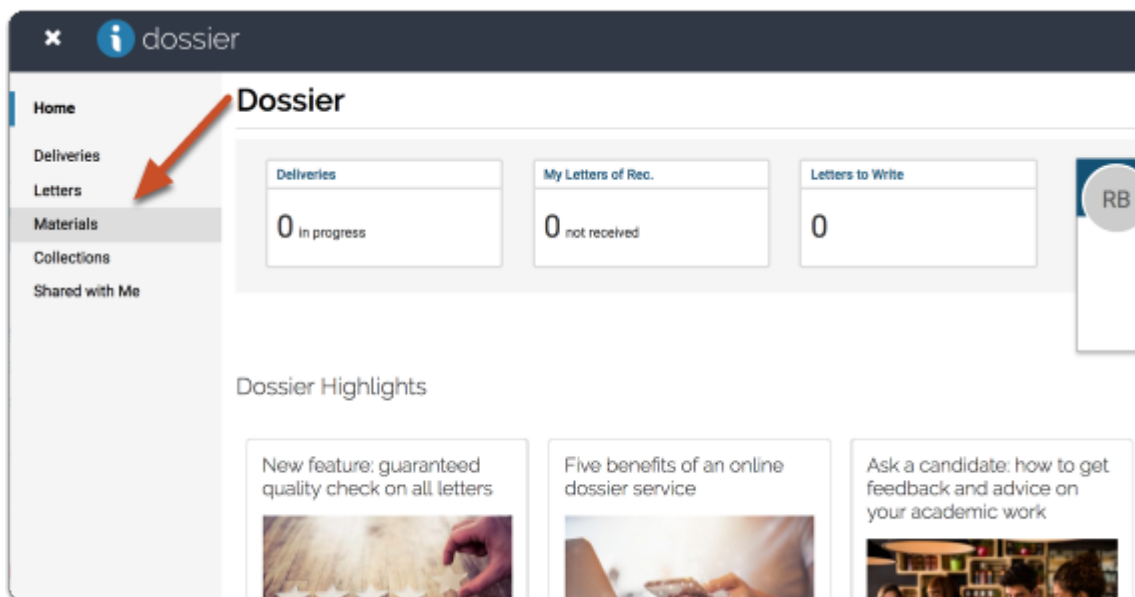 dossier
Home
Deliveries
Letters
Materials
Collections
Shared with Me
Dossier
Deliveries
0 in progress
My Letters of Rec.
0 not received
Letters to Write
0
RB
Dossier Highlights
New feature: guaranteed
quality check on all letters
Five benefits of an online
dossier service
Ask a candidate: how to get
feedback and advice on
your academic work